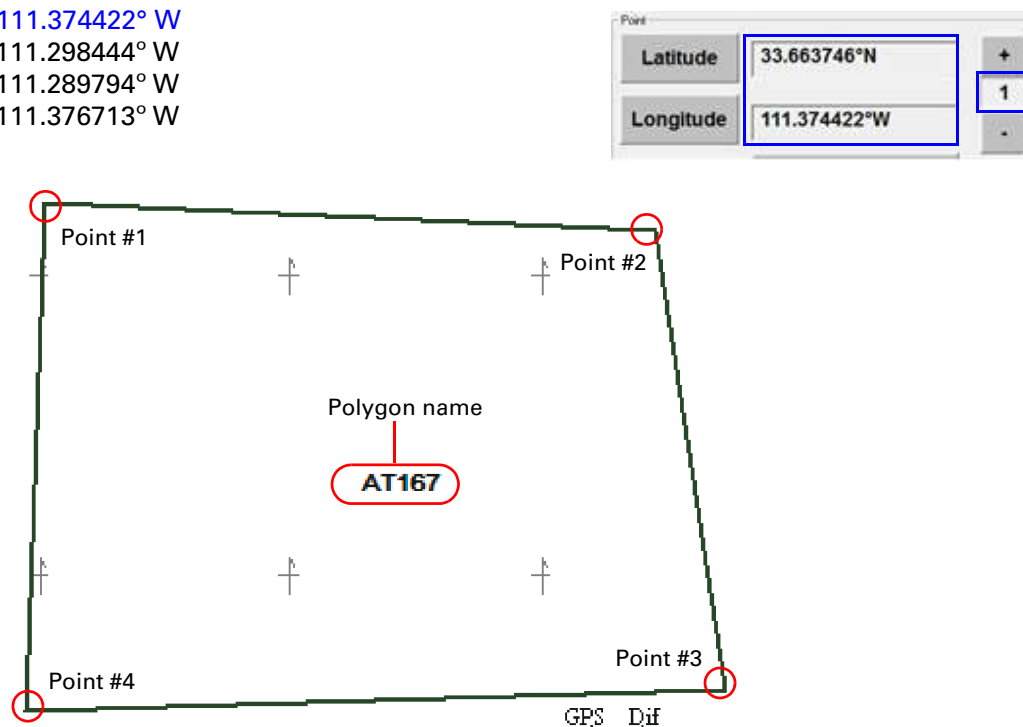 111.374422° W
111.298444° W
111.289794° W
111.376713° W
Point
Latitude 33.663746°N +
1
Longitude 111.374422°W -
Point #1
Point #2
Polygon name
AT167
Point #3
Point #4
GPS Dif